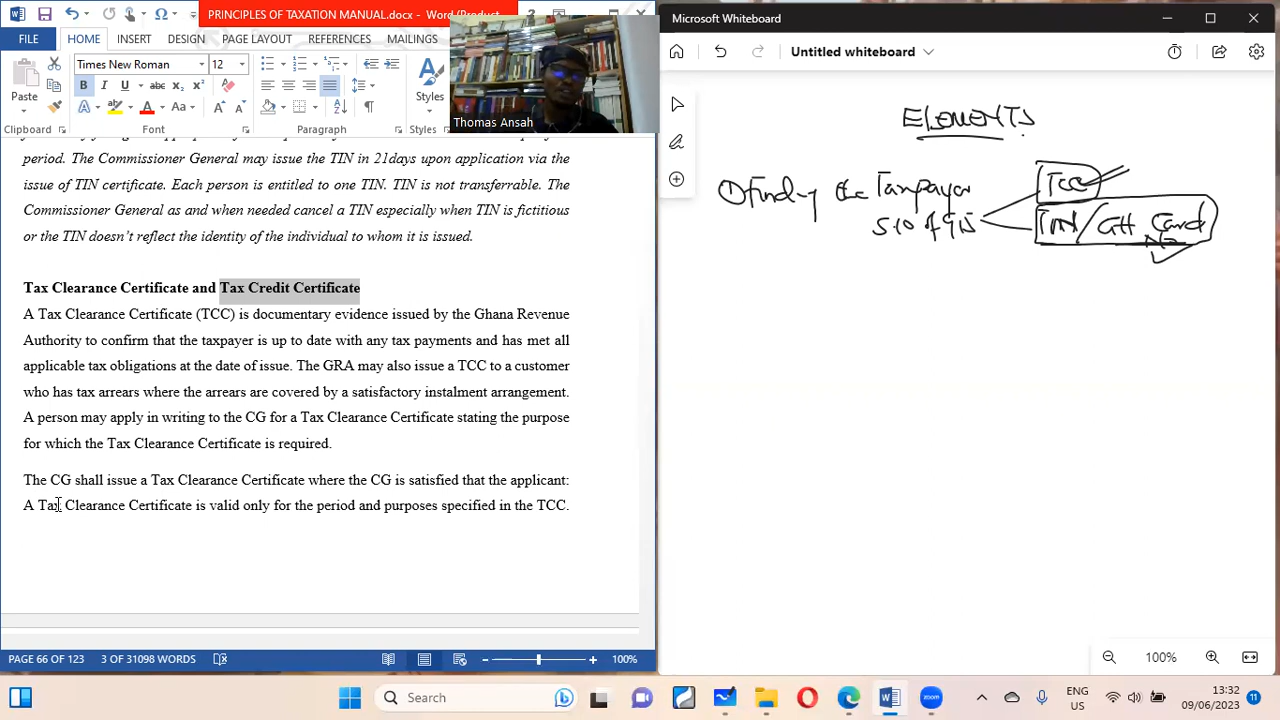 PRINCIPLES OF TAXATION MANUAL.docx - Word (Produc
FILE HOME INSERT DESIGN PAGE LAYOUT REFERENCES MAILINGS
Times New Roman 12
Paste
Styles
Clipboard Font Paragraph Styles
Thomas Ansah
period. The Commissioner General may issue the TIN in 21days upon application via the
issue of TIN certificate. Each person is entitled to one TIN. TIN is not transferrable. The
Commissioner General as and when needed cancel a TIN especially when TIN is fictitious
or the TIN doesn't reflect the identity of the individual to whom it is issued.
Tax Clearance Certificate and Tax Credit Certificate
A Tax Clearance Certificate (TCC) is documentary evidence issued by the Ghana Revenue
Authority to confirm that the taxpayer is up to date with any tax payments and has met all
applicable tax obligations at the date of issue. The GRA may also issue a TCC to a customer
who has tax arrears where the arrears are covered by a satisfactory instalment arrangement.
A person may apply in writing to the CG for a Tax Clearance Certificate stating the purpose
for which the Tax Clearance Certificate is required.
The CG shall issue a Tax Clearance Certificate where the CG is satisfied that the applicant:
A Tax Clearance Certificate is valid only for the period and purposes specified in the TCC.
PAGE 66 OF 123 3 OF 31098 WORDS 100%
Microsoft Whiteboard
Untitled whiteboard
ELEMENTS
① Finding the Taxpayer
TCC
S.10 of 915
TIN/GH Card
No
100%
Search
ENG
US
13:32
09/06/2023
11